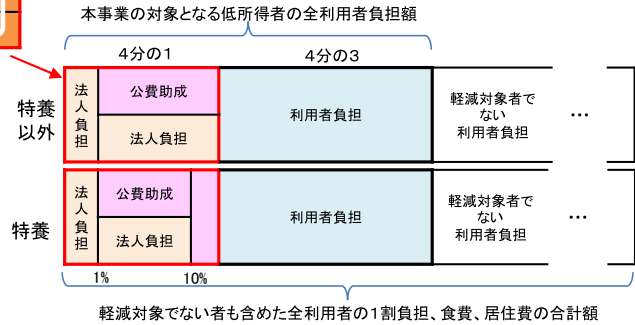 本事業の対象となる低所得者の全利用者負担額
4分の1
4分の3
特養
以外
法人負担
公費助成
法人負担
利用者負担
軽減対象者で
ない
利用者負担
…
特養
法人負担
公費助成
法人負担
利用者負担
軽減対象者で
ない
利用者負担
…
1%
10%
軽減対象でない者も含めた全利用者の1割負担、食費、居住費の合計額